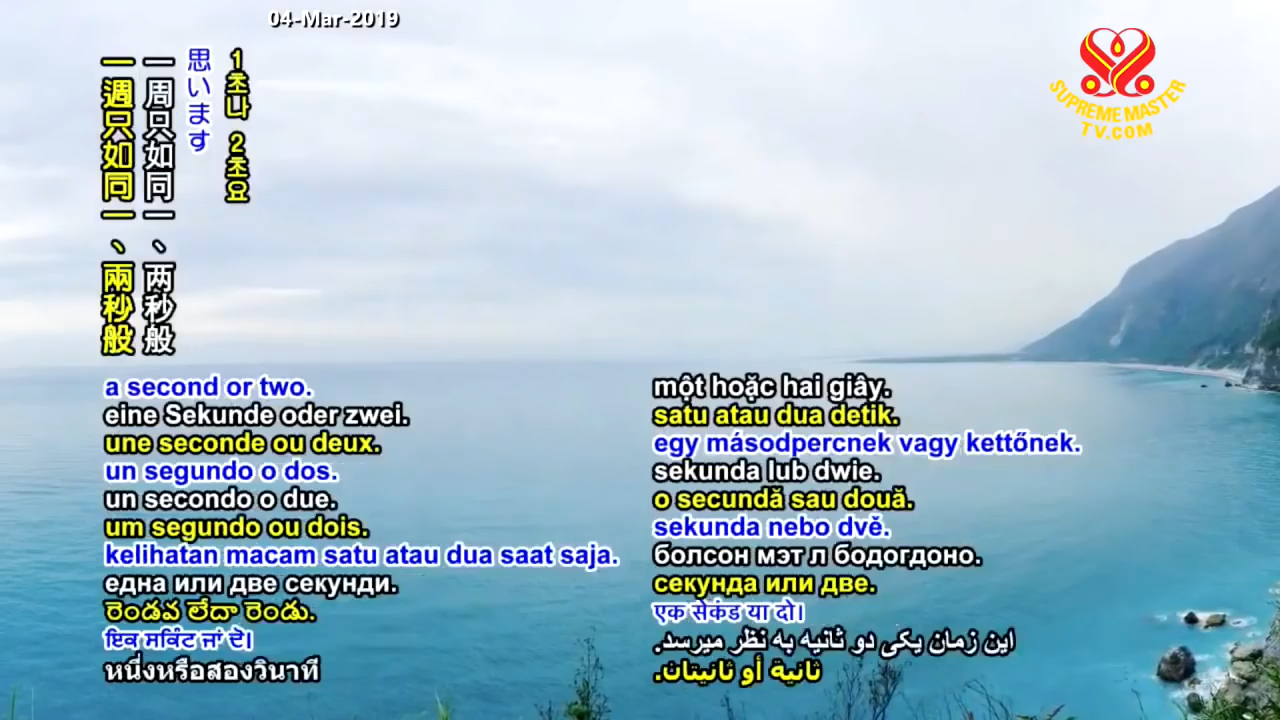 04-Mar-2019
SUPREME MASTER
TV.COM
一週只如同一、兩秒般
一周只如同一、两秒般
思います
1초나 2초요
a second or two.
eine Sekunde oder zwei.
une seconde ou deux.
un segundo o dos.
un secondo o due.
um segundo ou dois.
kelihatan macam satu atau dua saat saja.
една или две секунди.
రెండవ లేదా రెండు.
ਇਕ ਸਕਿੰਟ ਜਾਂ ਦੋ।
หนึ่งหรือสองวินาที
một hoặc hai giây.
satu atau dua detik.
egy másodpercnek vagy kettőnek.
sekunda lub dwie.
o secundă sau două.
sekunda nebo dvě.
болсон мэт л бодогдоно.
секунда или две.
एक सेकंड या दो।
این زمان یکی دو ثانیه به نظر میرسد.
ثانية أو ثانيتان.